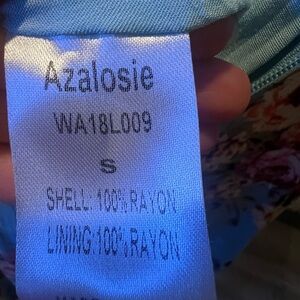 Azalosie
WA18L009
S
SHELL: 100% RAYON
LINING:100% RAYON